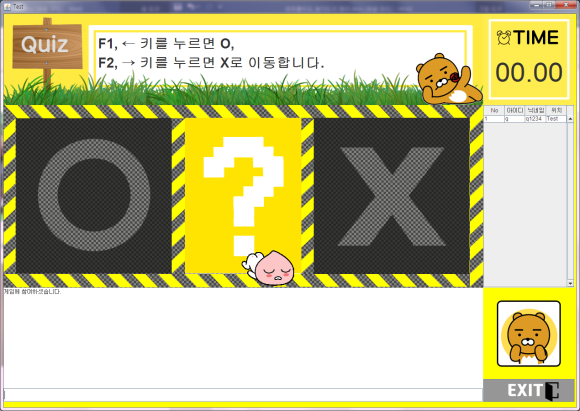 Test
Quiz
F1, ← 키를 누르면 O,
F2, → 키를 누르면 X로 이동합니다.
TIME
00.00
No 아이디 닉네임 위치
1 q q1234 Test
O ? X
게임에 참여하셨습니다.
EXIT